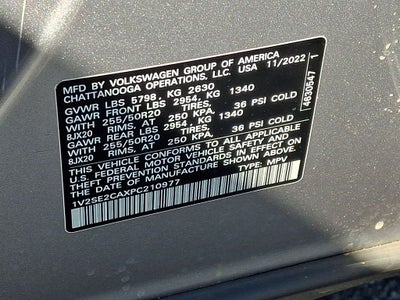 MFD BY VOLKSWAGEN GROUP OF AMERICA
CHATTANOOGA OPERATIONS, LLC. USA 11/2022
GVWR LBS 5798, KG 2630
GAWR FRONT LBS 2954, KG 1340
WITH 255/50R20 TIRES,
8JX20 RIMS, AT 250 KPA, 36 PSI COLD
GAWR REAR LBS 2954, KG 1340
WITH 255/50R20 TIRES,
8JX20 RIMS, AT 250 KPA, 36 PSI COLD
THIS VEHICLE CONFORMS TO ALL APPLICABLE
U.S. FEDERAL MOTOR VEHICLE SAFETY AND
THEFT PREVENTION STANDARDS IN EFFECT
ON THE DATE OF MANUFACTURE SHOWN ABOVE.
1V2SE2CAXPC210977 TYPE: MPV
4630547 1